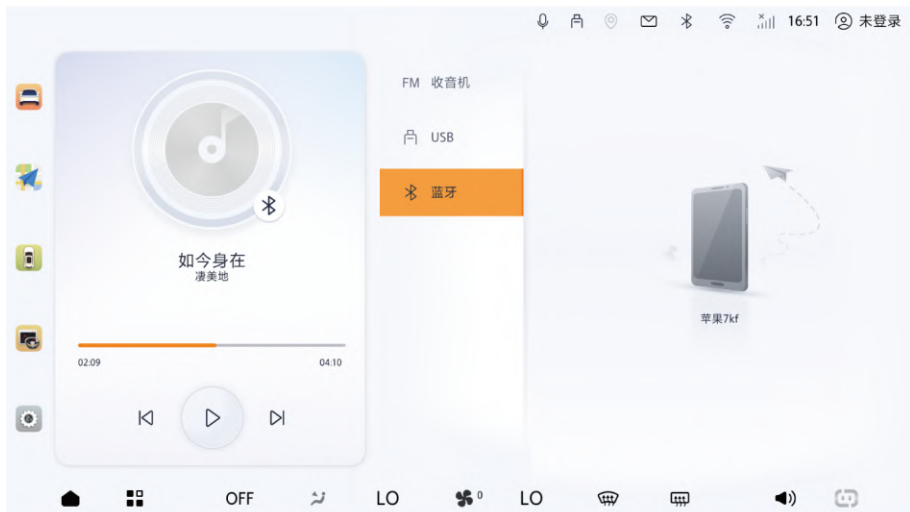 16:51 未登录
FM 收音机
USB
蓝牙
如今身在
凄美地
02:09 04:10
苹果7kf
OFF LO 0 LO